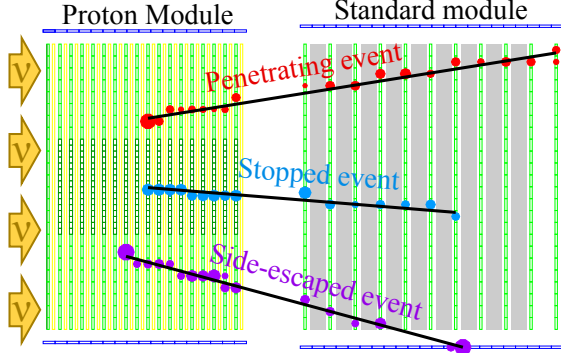 Proton Module
Standard module
ν
Penetrating event
ν
Stopped event
ν
Side-escaped event
ν